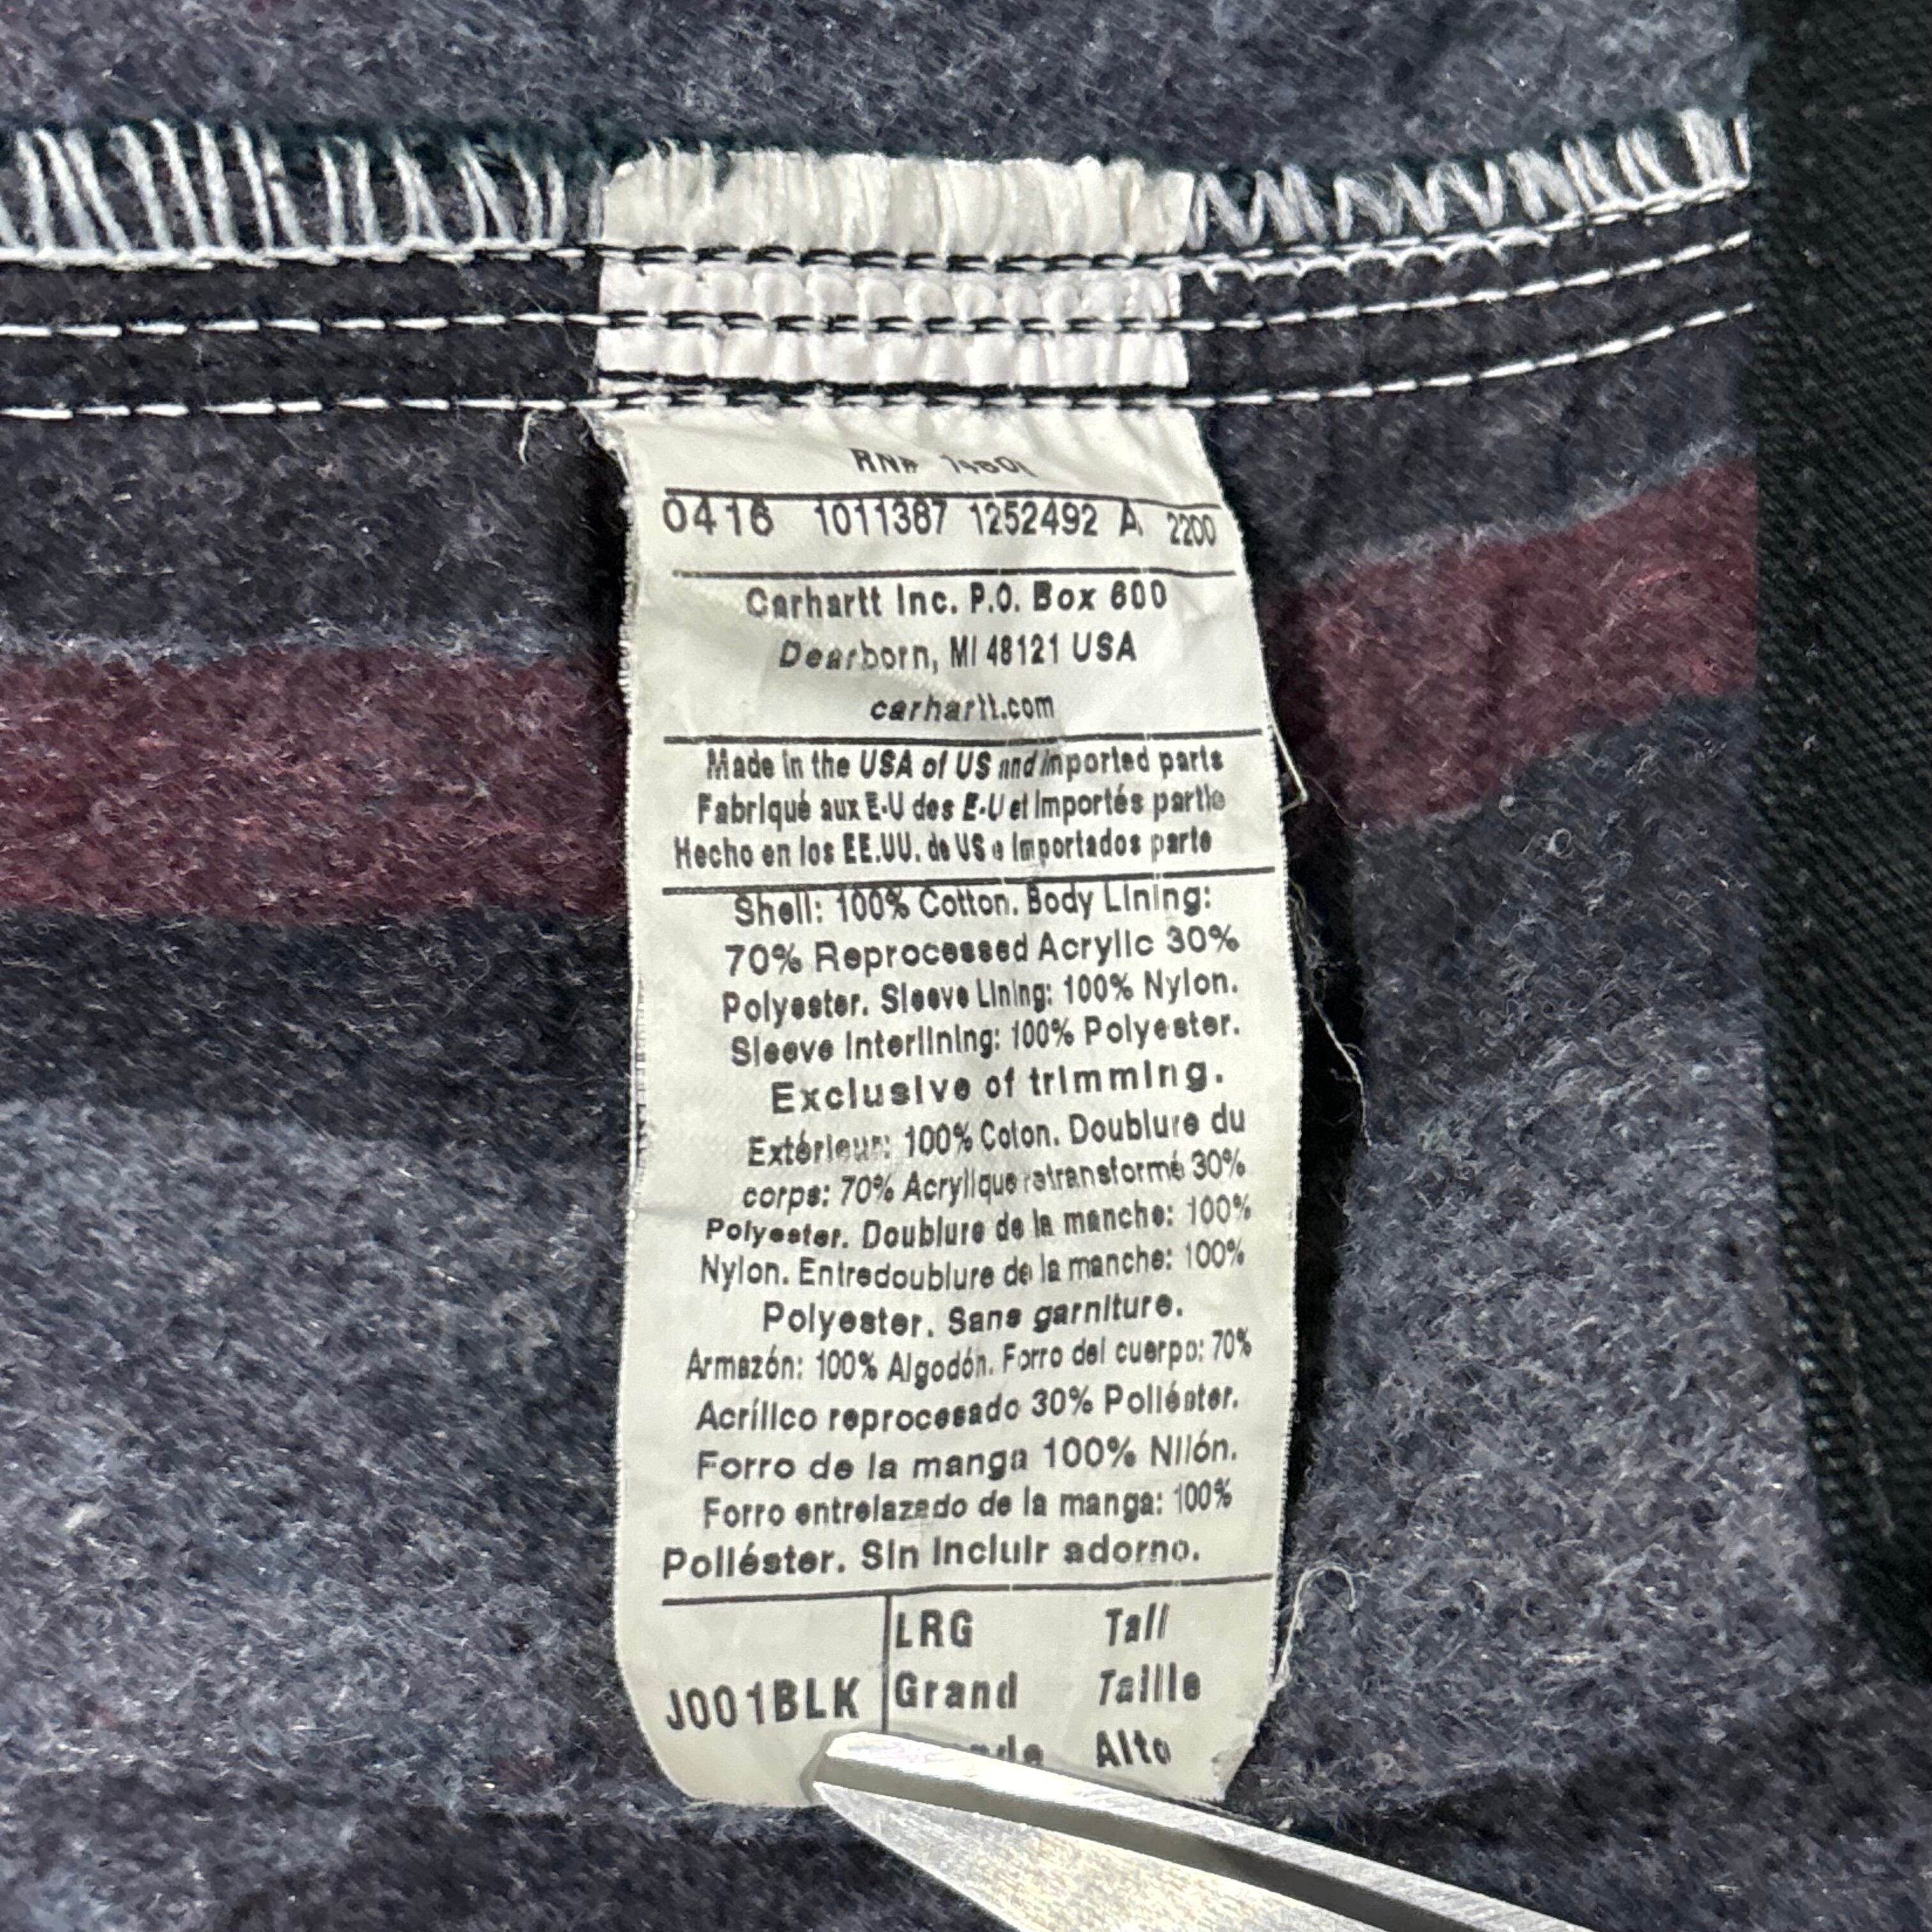 RN# 14806
0416 1011387 1252492 A 2200
Carhartt Inc. P.O. Box 600
Dearborn, MI 48121 USA
carhartt.com
Made in the USA of US and imported parts
Fabriqué aux E-U des E-U et importés partie
Hecho en los EE.UU. de US e importados parte
Shell: 100% Cotton. Body Lining:
70% Reprocessed Acrylic 30%
Polyester. Sleeve Lining: 100% Nylon.
Sleeve Interlining: 100% Polyester.
Exclusive of trimming.
Extérieur: 100% Coton. Doublure du
corps: 70% Acrylique retransformé 30%
Polyester. Doublure de la manche: 100%
Nylon. Entredoublure de la manche: 100%
Polyester. Sans garniture.
Armazón: 100% Algodón. Forro del cuerpo: 70%
Acrílico reprocesado 30% Poliéster.
Forro de la manga 100% Nilón.
Forro entrelazado de la manga: 100%
Poliéster. Sin incluir adorno.
LRG Tall
J001BLK Grand Taille
Alto